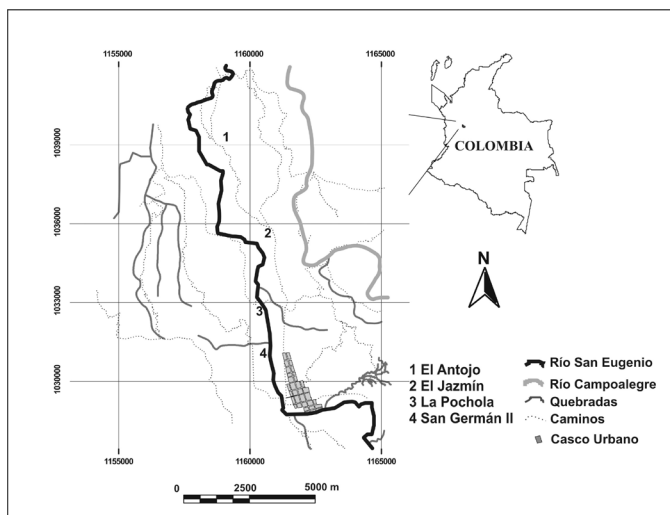 1155000 1160000 1165000
1039000
1036000
1033000
1030000
1
2
3
4
COLOMBIA
N
1 El Antojo
2 El Jazmín
3 La Pochola
4 San Germán II
Río San Eugenio
Río Campoalegre
Quebradas
Caminos
Casco Urbano
1155000 1160000 1165000
0 2500 5000 m